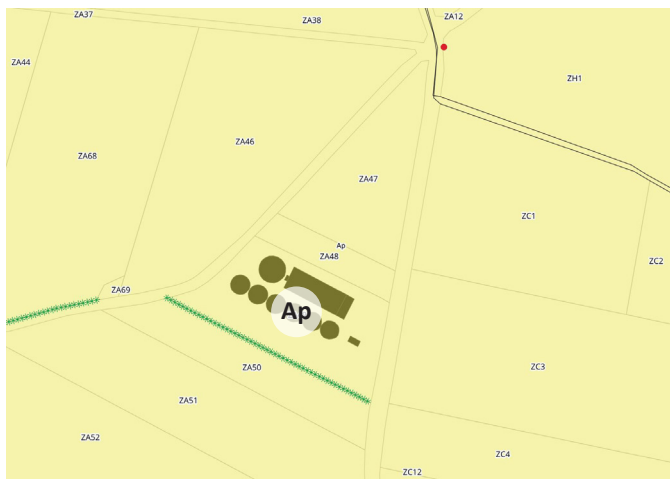 ZA37
ZA38
ZA12
ZA44
ZH1
ZA46
ZA68
ZA47
ZC1
Ap
ZA48
ZC2
ZA69
Ap
ZA50
ZC3
ZA51
ZA52
ZC4
ZC12